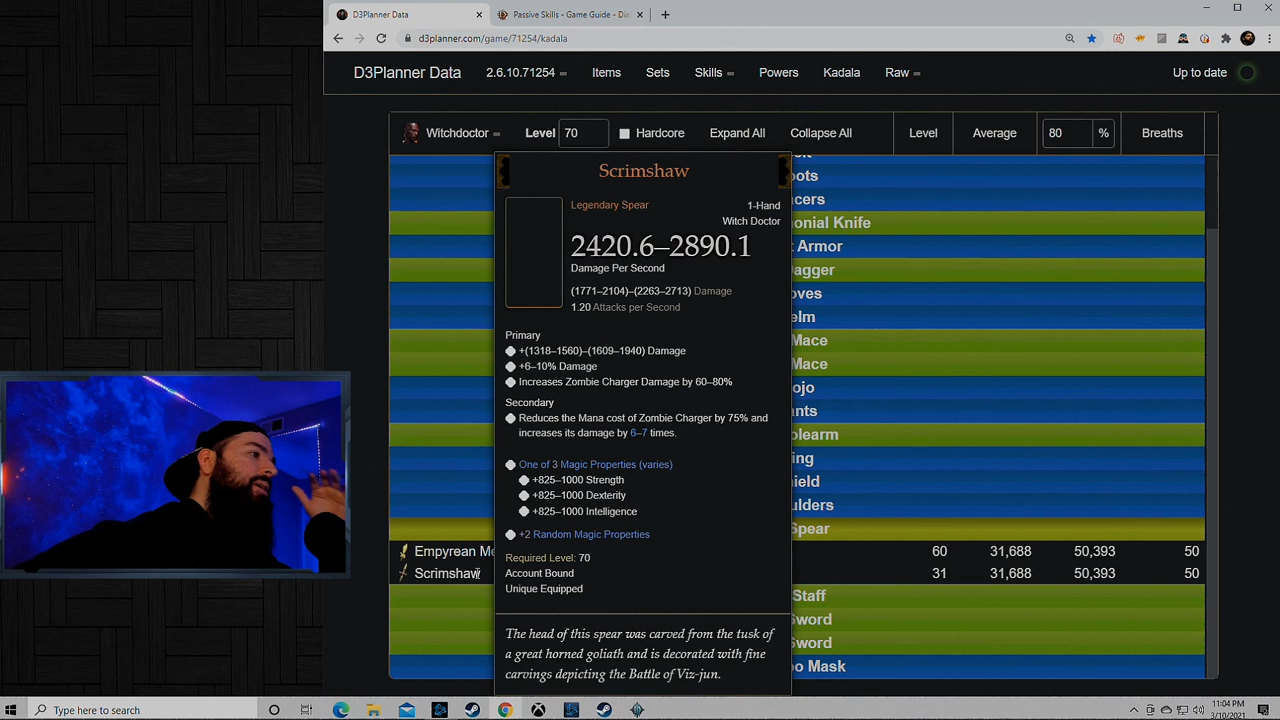 D3Planner Data
Passive Skills - Game Guide - Dia
d3planner.com/game/71254/kadala
D3Planner Data 2.6.10.71254 Items Sets Skills Powers Kadala Raw Up to date
Witchdoctor Level 70 Hardcore Expand All Collapse All Level Average 80 % Breaths
Scrimshaw
Legendary Spear 1-Hand
Witch Doctor
2420.6–2890.1
Damage Per Second
(1771–2104)–(2263–2713) Damage
1.20 Attacks per Second
Primary
+(1318–1560)–(1609–1940) Damage
+6–10% Damage
Increases Zombie Charger Damage by 60–80%
Secondary
Reduces the Mana cost of Zombie Charger by 75% and
increases its damage by 6–7 times.
One of 3 Magic Properties (varies)
+825–1000 Strength
+825–1000 Dexterity
+825–1000 Intelligence
+2 Random Magic Properties
Required Level: 70
Account Bound
Unique Equipped
The head of this spear was carved from the tusk of
a great horned goliath and is decorated with fine
carvings depicting the Battle of Viz-jun.
oots
cers
onial Knife
t Armor
Dagger
oves
elm
Mace
Mace
ojo
ants
olearm
ing
ield
ulders
Spear
Empyrean Me 60 31,688 50,393 50
Scrimshaw 31 31,688 50,393 50
Staff
Sword
Sword
oo Mask
Type here to search
11:04 PM
3/10/2021